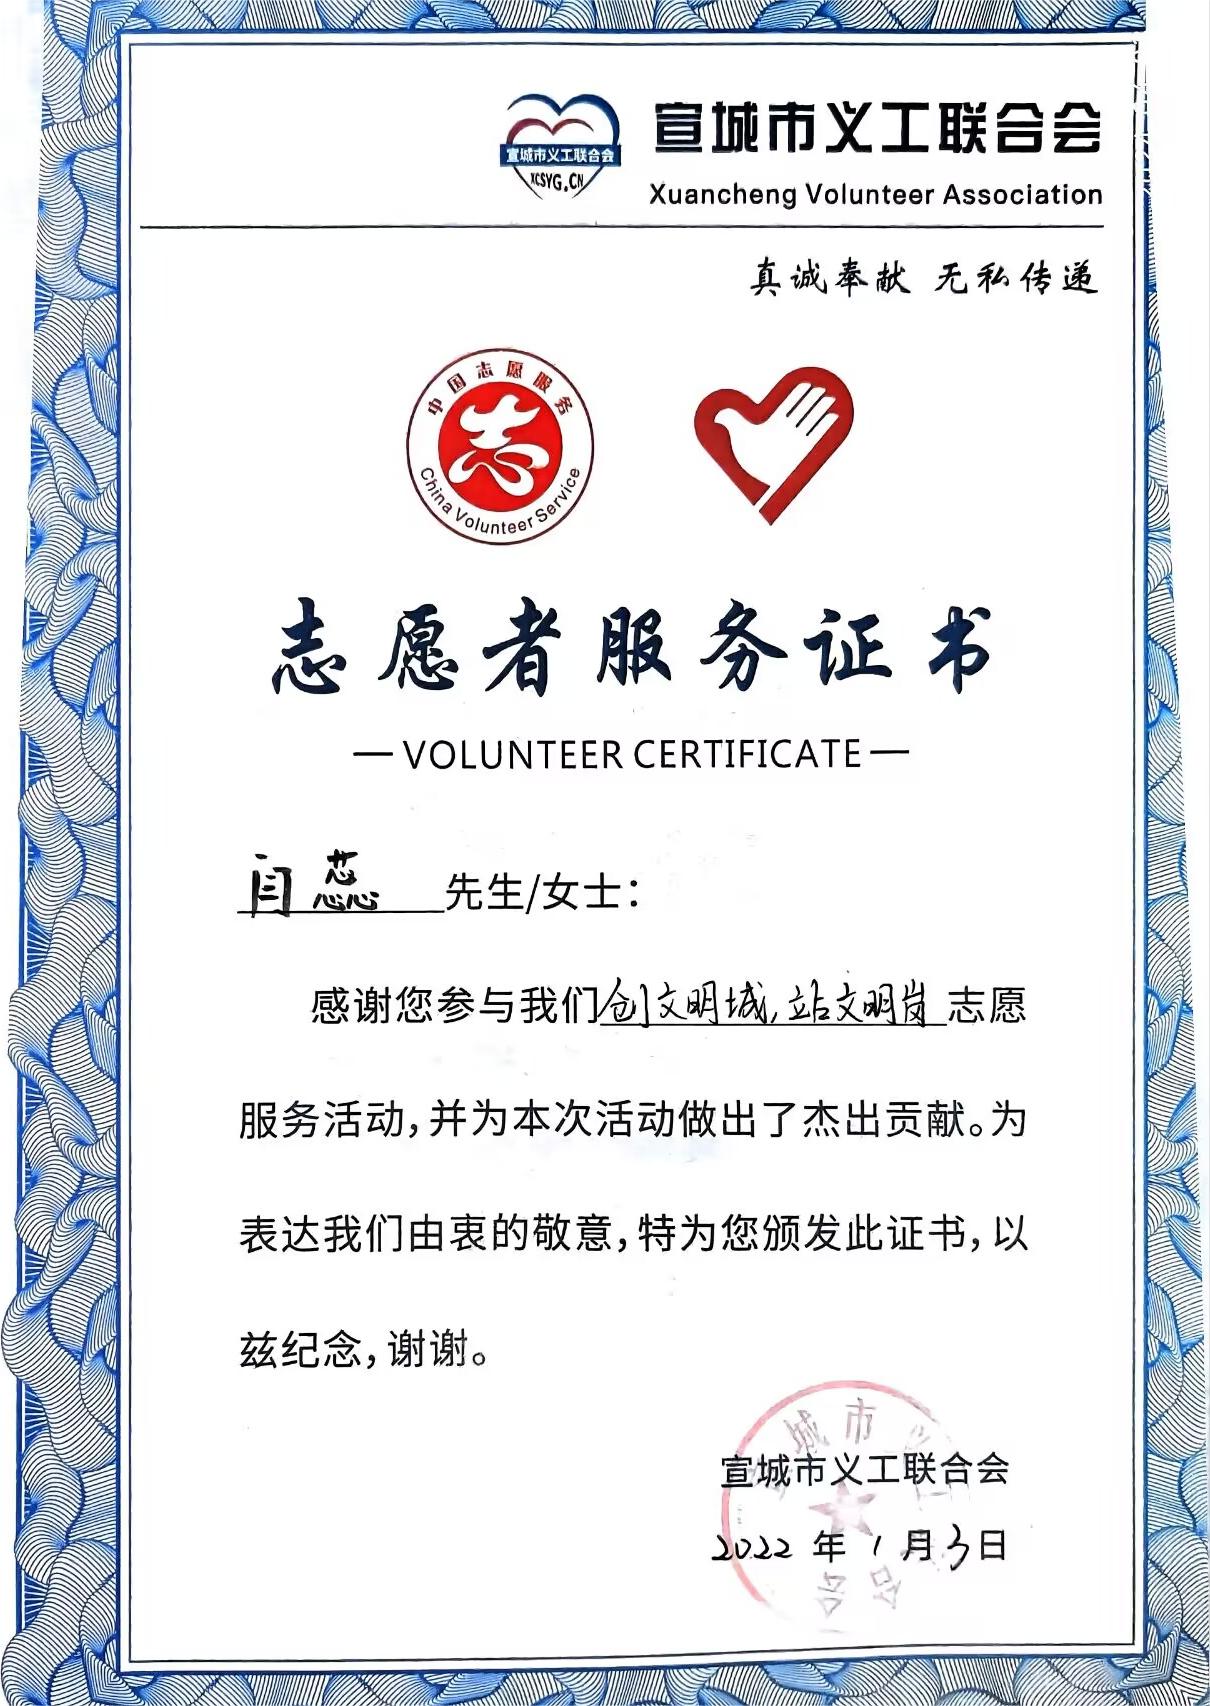 宣城市义工联合会
XCSYG.CN
宣城市义工联合会
Xuancheng Volunteer Association
真诚奉献 无私传递
中国志愿服务
志
China Volunteer Service
志愿者服务证书
—VOLUNTEER CERTIFICATE—
闫蕊 先生/女士：
感谢您参与我们创文明城,站文明岗志愿
服务活动,并为本次活动做出了杰出贡献。为
表达我们由衷的敬意,特为您颁发此证书,以
兹纪念,谢谢。
宣城市义工联合会
2022 年 1 月 3 日